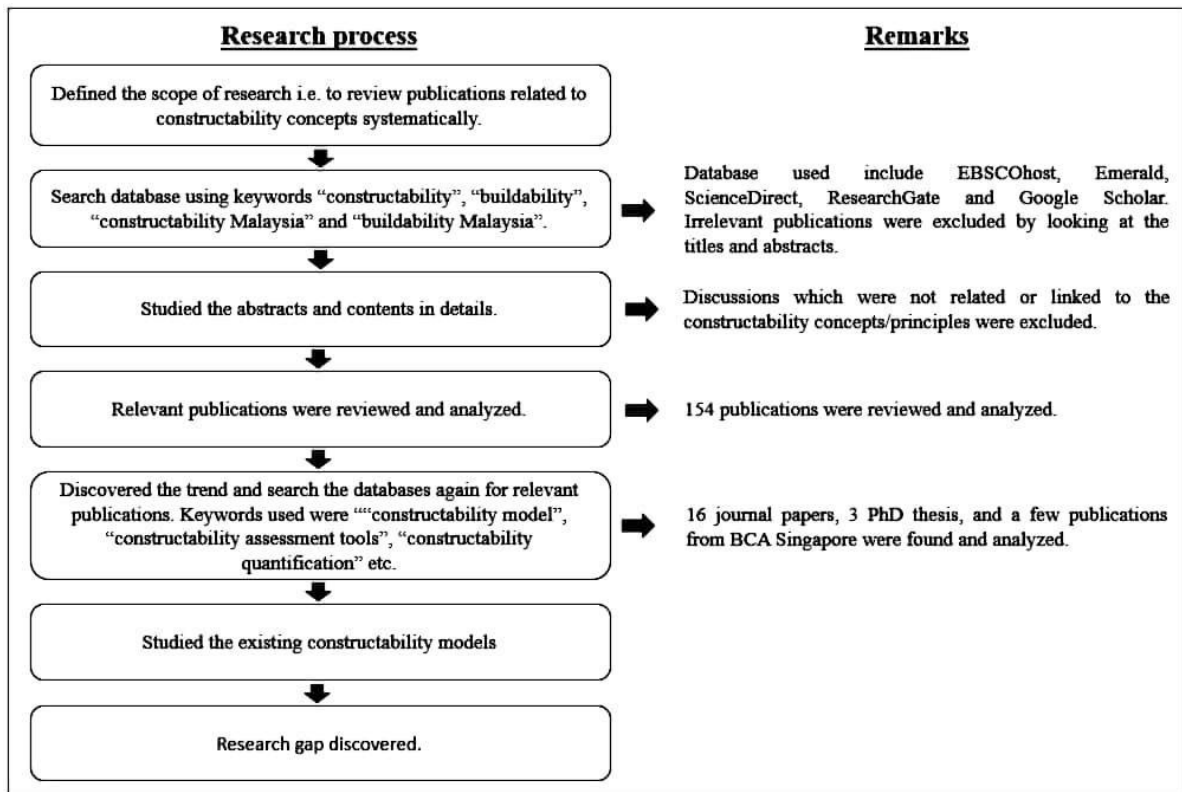 Research process
Remarks
Defined the scope of research i.e. to review publications related to
constructability concepts systematically.
Search database using keywords “constructability”, “buildability”,
“constructability Malaysia” and “buildability Malaysia”.
Database used include EBSCOhost, Emerald,
ScienceDirect, ResearchGate and Google Scholar.
Irrelevant publications were excluded by looking at the
titles and abstracts.
Studied the abstracts and contents in details.
Discussions which were not related or linked to the
constructability concepts/principles were excluded.
Relevant publications were reviewed and analyzed.
154 publications were reviewed and analyzed.
Discovered the trend and search the databases again for relevant
publications. Keywords used were ““constructability model”,
“constructability assessment tools”, “constructability
quantification” etc.
16 journal papers, 3 PhD thesis, and a few publications
from BCA Singapore were found and analyzed.
Studied the existing constructability models
Research gap discovered.